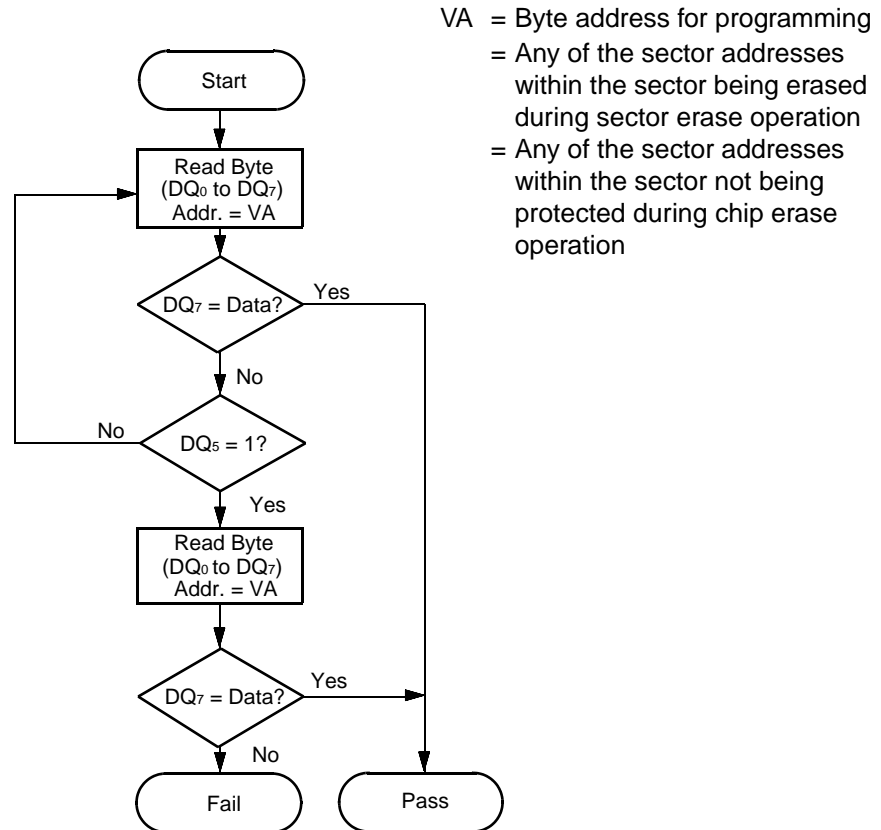 VA = Byte address for programming
= Any of the sector addresses
within the sector being erased
during sector erase operation
= Any of the sector addresses
within the sector not being
protected during chip erase
operation
Start
Read Byte
(DQ0 to DQ7)
Addr. = VA
DQ7 = Data?
Yes
No
DQ5 = 1?
No
Yes
Read Byte
(DQ0 to DQ7)
Addr. = VA
DQ7 = Data?
Yes
No
Fail
Pass